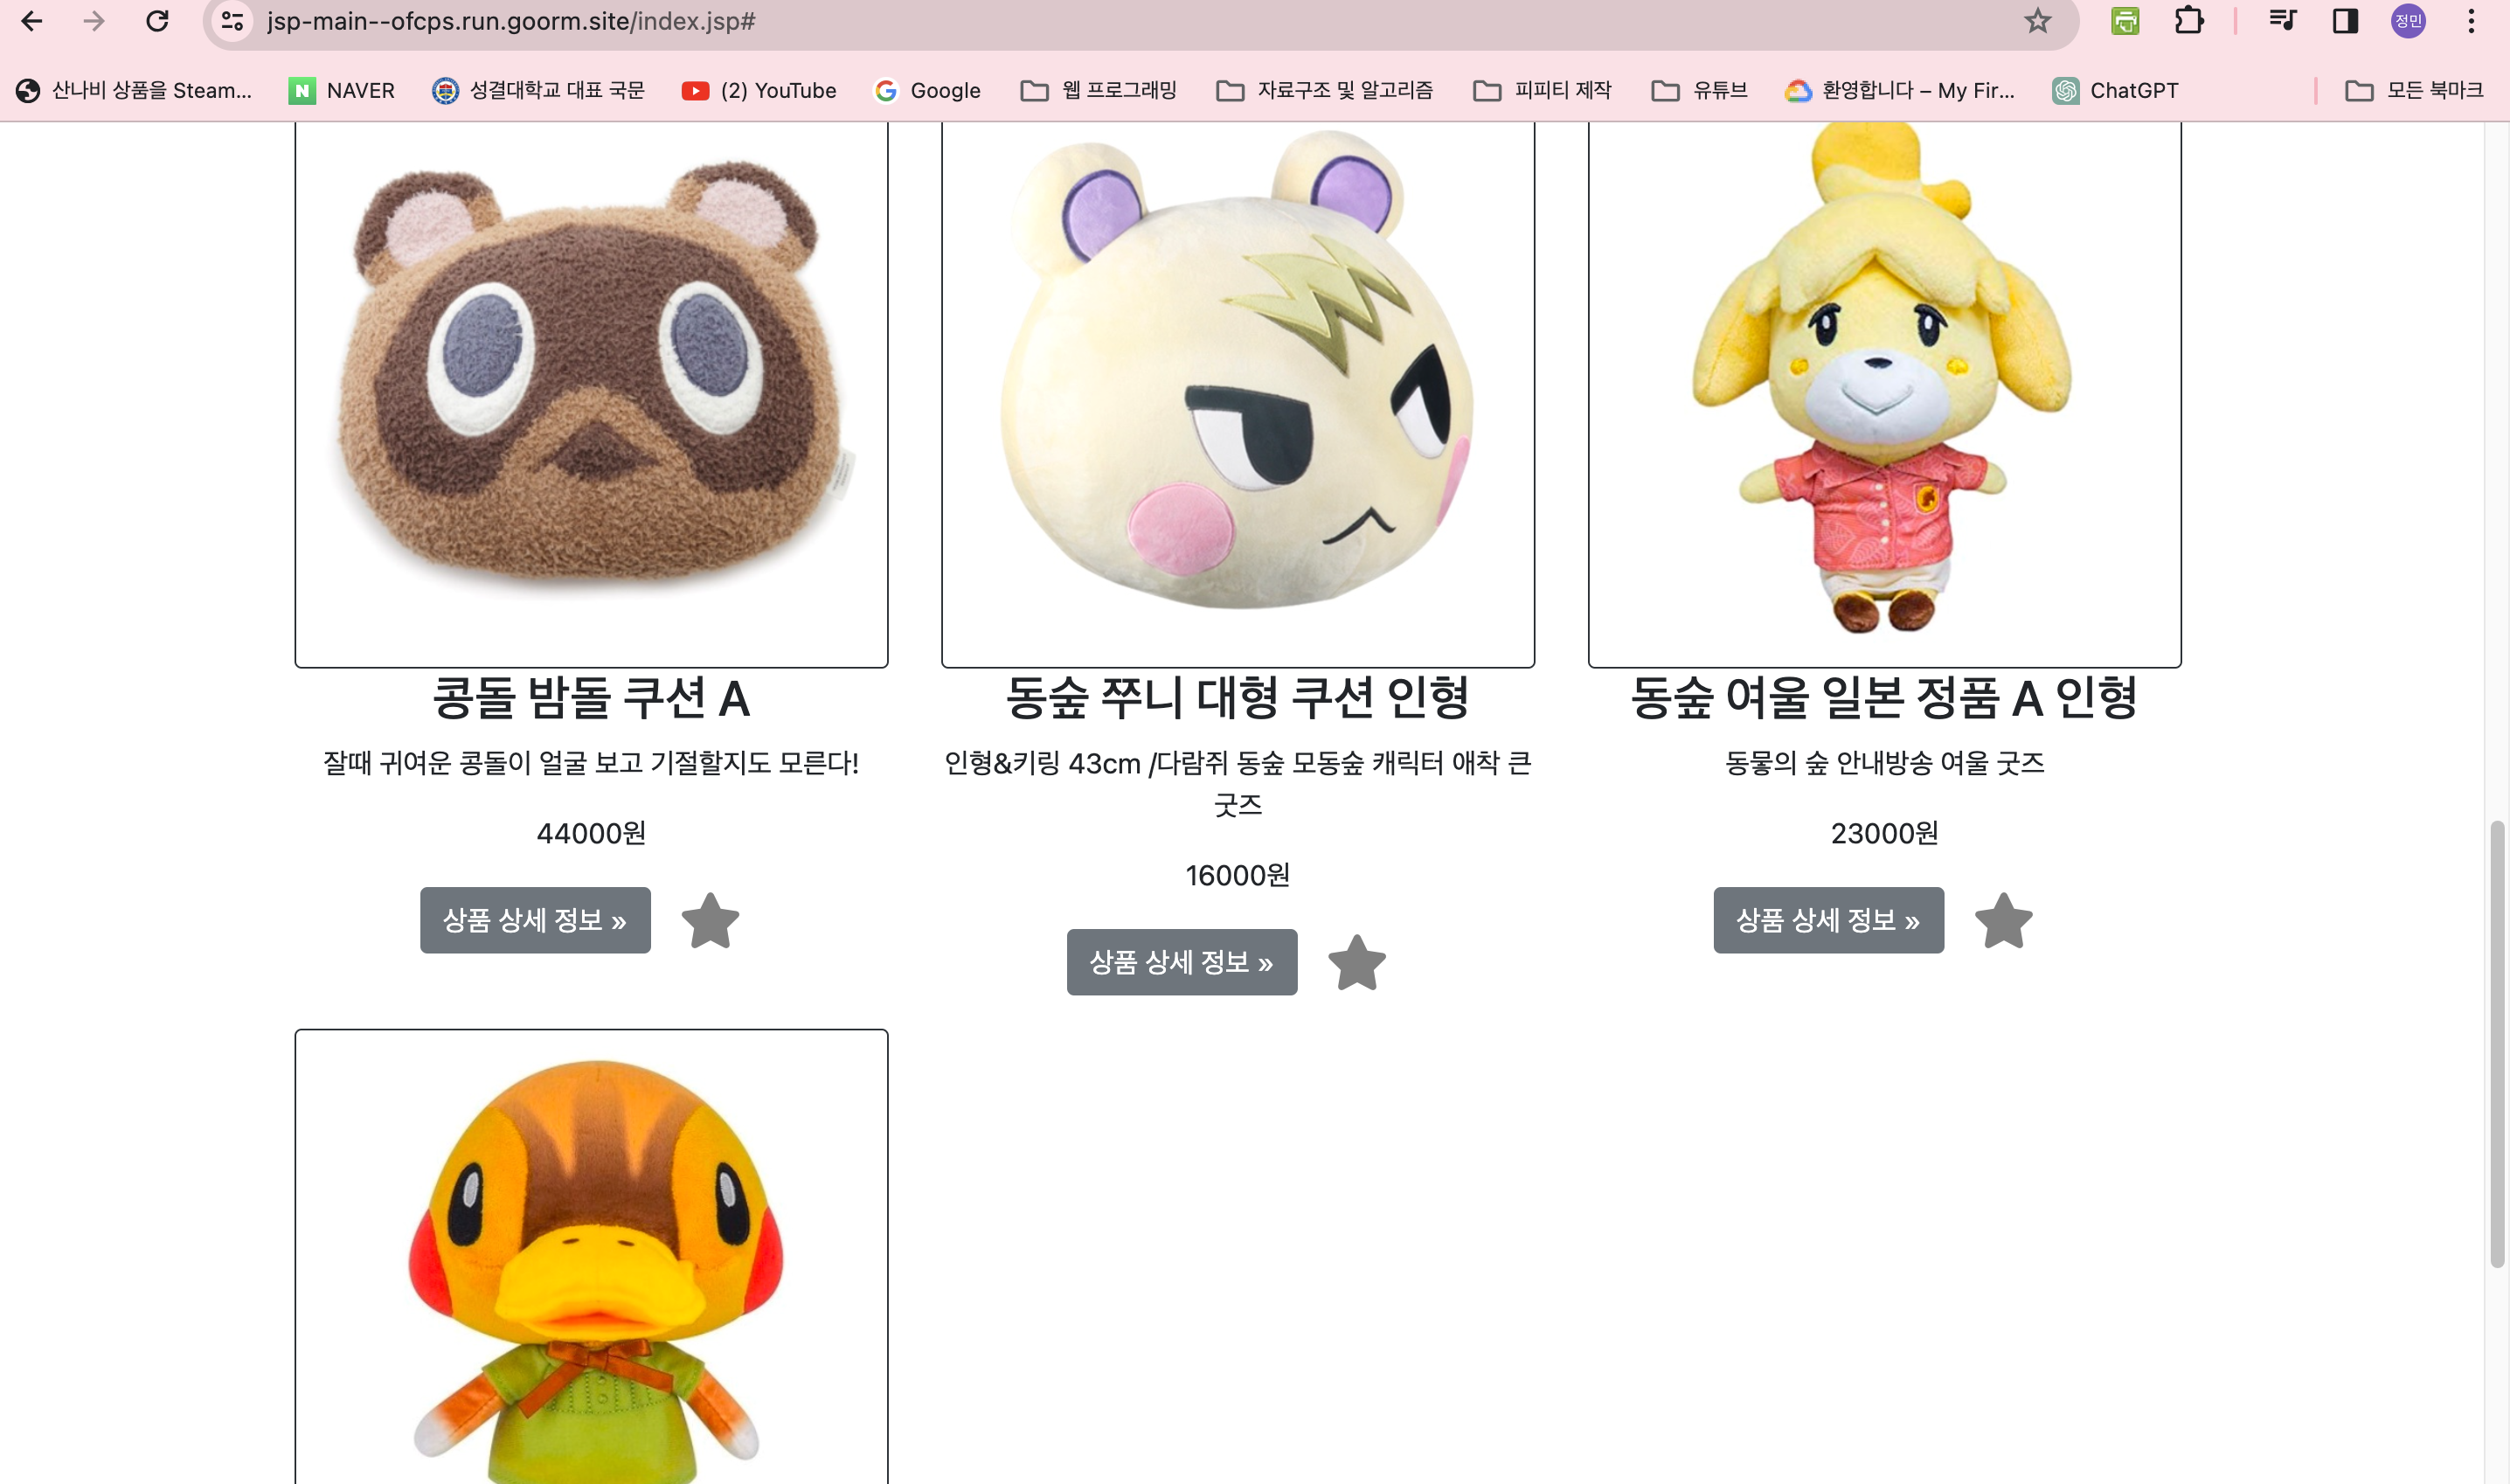 jsp-main--ofcps.run.goorm.site/index.jsp#
정민
산나비 상품을 Steam...
NAVER
성결대학교 대표 국문
(2) YouTube
Google
웹 프로그래밍
자료구조 및 알고리즘
피피티 제작
유튜브
환영합니다 – My Fir...
ChatGPT
모든 북마크
콩돌 밤돌 쿠션 A
잘때 귀여운 콩돌이 얼굴 보고 기절할지도 모른다!
44000원
상품 상세 정보 »
동숲 쭈니 대형 쿠션 인형
인형&키링 43cm /다람쥐 동숲 모동숲 캐릭터 애착 큰
굿즈
16000원
상품 상세 정보 »
동숲 여울 일본 정품 A 인형
동뭃의 숲 안내방송 여울 굿즈
23000원
상품 상세 정보 »